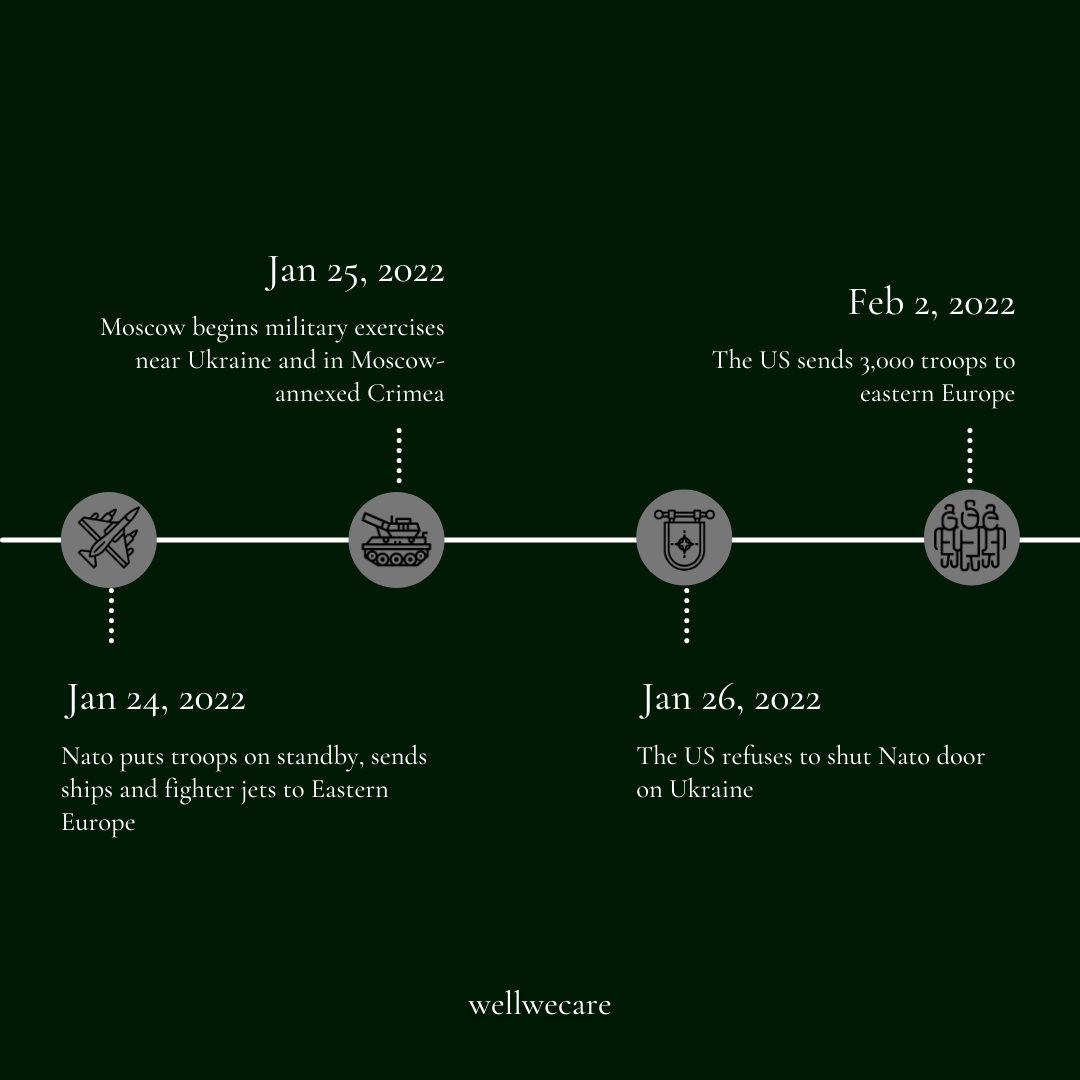 Jan 25, 2022
Moscow begins military exercises
near Ukraine and in Moscow-
annexed Crimea
Feb 2, 2022
The US sends 3,000 troops to
eastern Europe
Jan 24, 2022
Nato puts troops on standby, sends
ships and fighter jets to Eastern
Europe
Jan 26, 2022
The US refuses to shut Nato door
on Ukraine
wellwecare